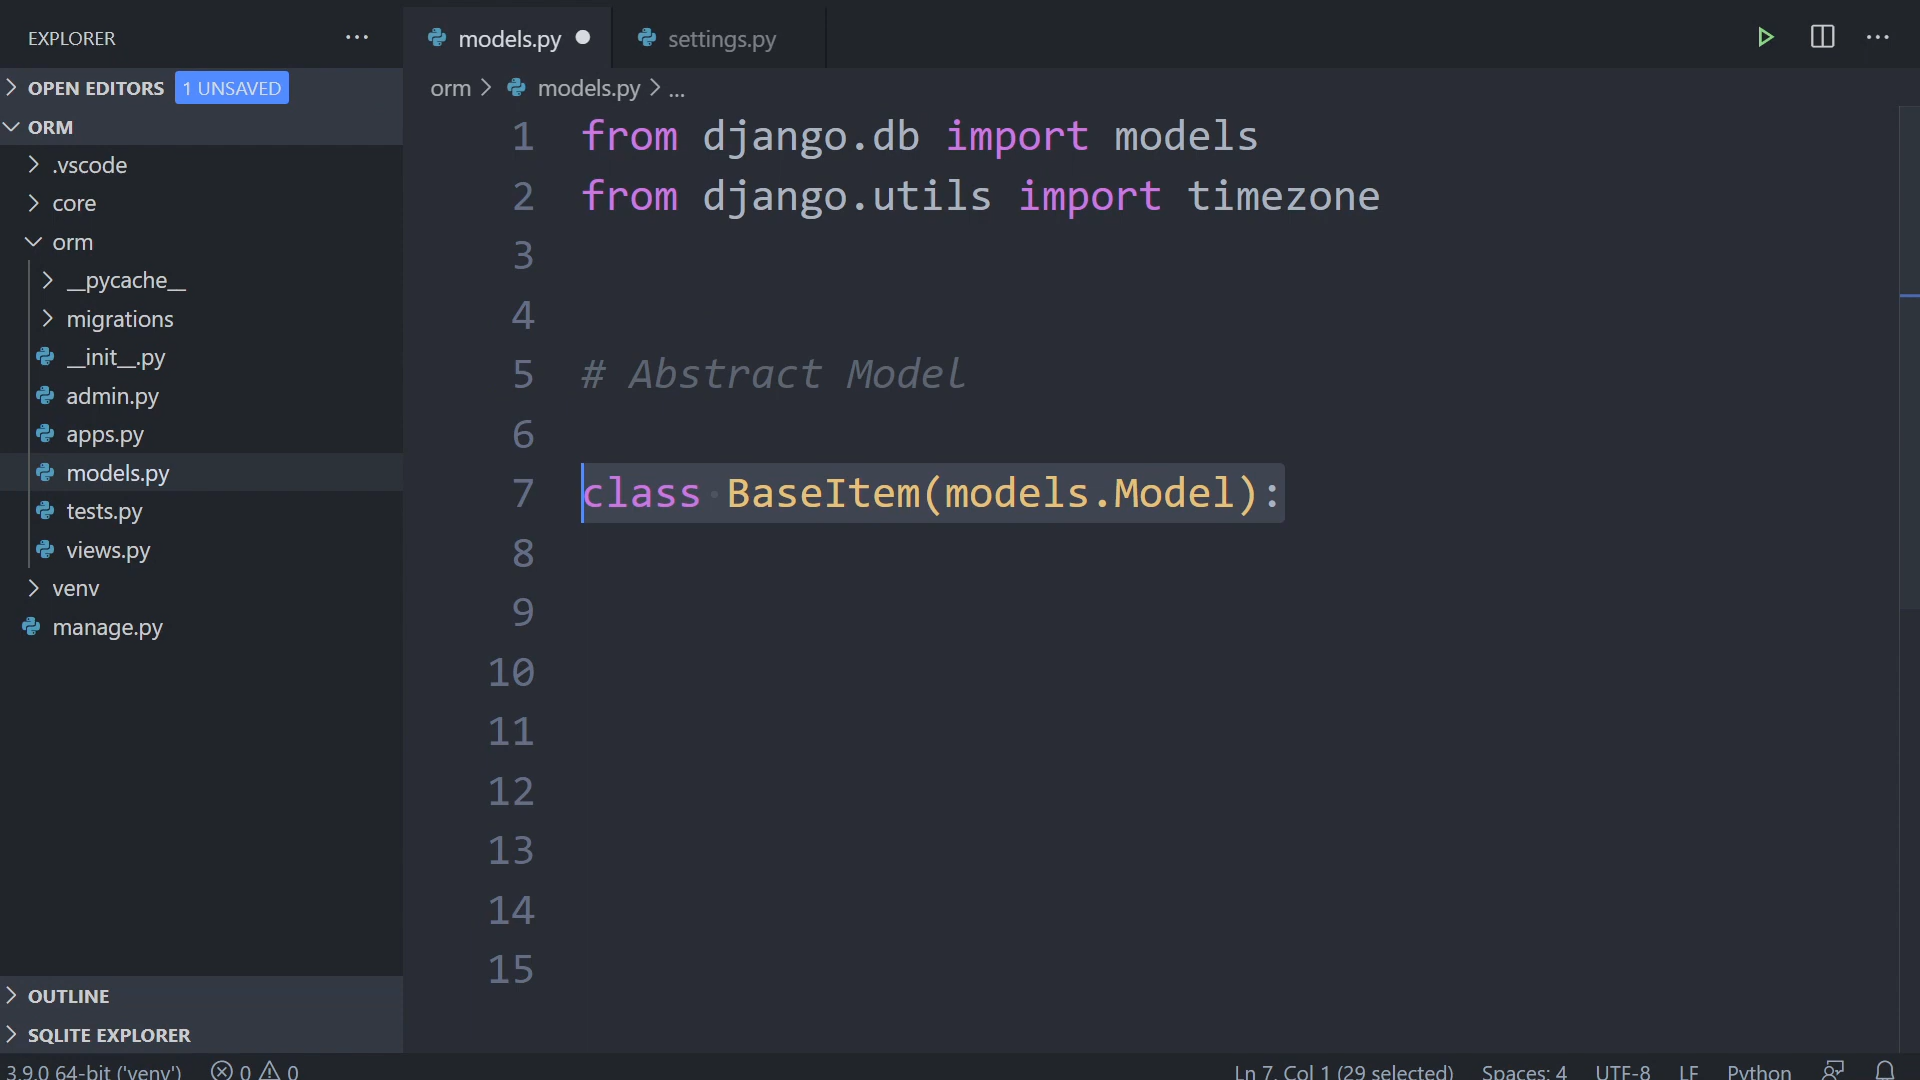 EXPLORER
OPEN EDITORS 1 UNSAVED
ORM
.vscode
core
orm
__pycache__
migrations
__init__.py
admin.py
apps.py
models.py
tests.py
views.py
venv
manage.py
OUTLINE
SQLITE EXPLORER
models.py
settings.py
orm > models.py > ...
1 from django.db import models
2 from django.utils import timezone
3
4
5 # Abstract Model
6
7 class BaseItem(models.Model):
8
9
10
11
12
13
14
15
3.9.0 64-bit ('venv') 0 0 Ln 7, Col 1 (29 selected) Spaces: 4 UTF-8 LF Python